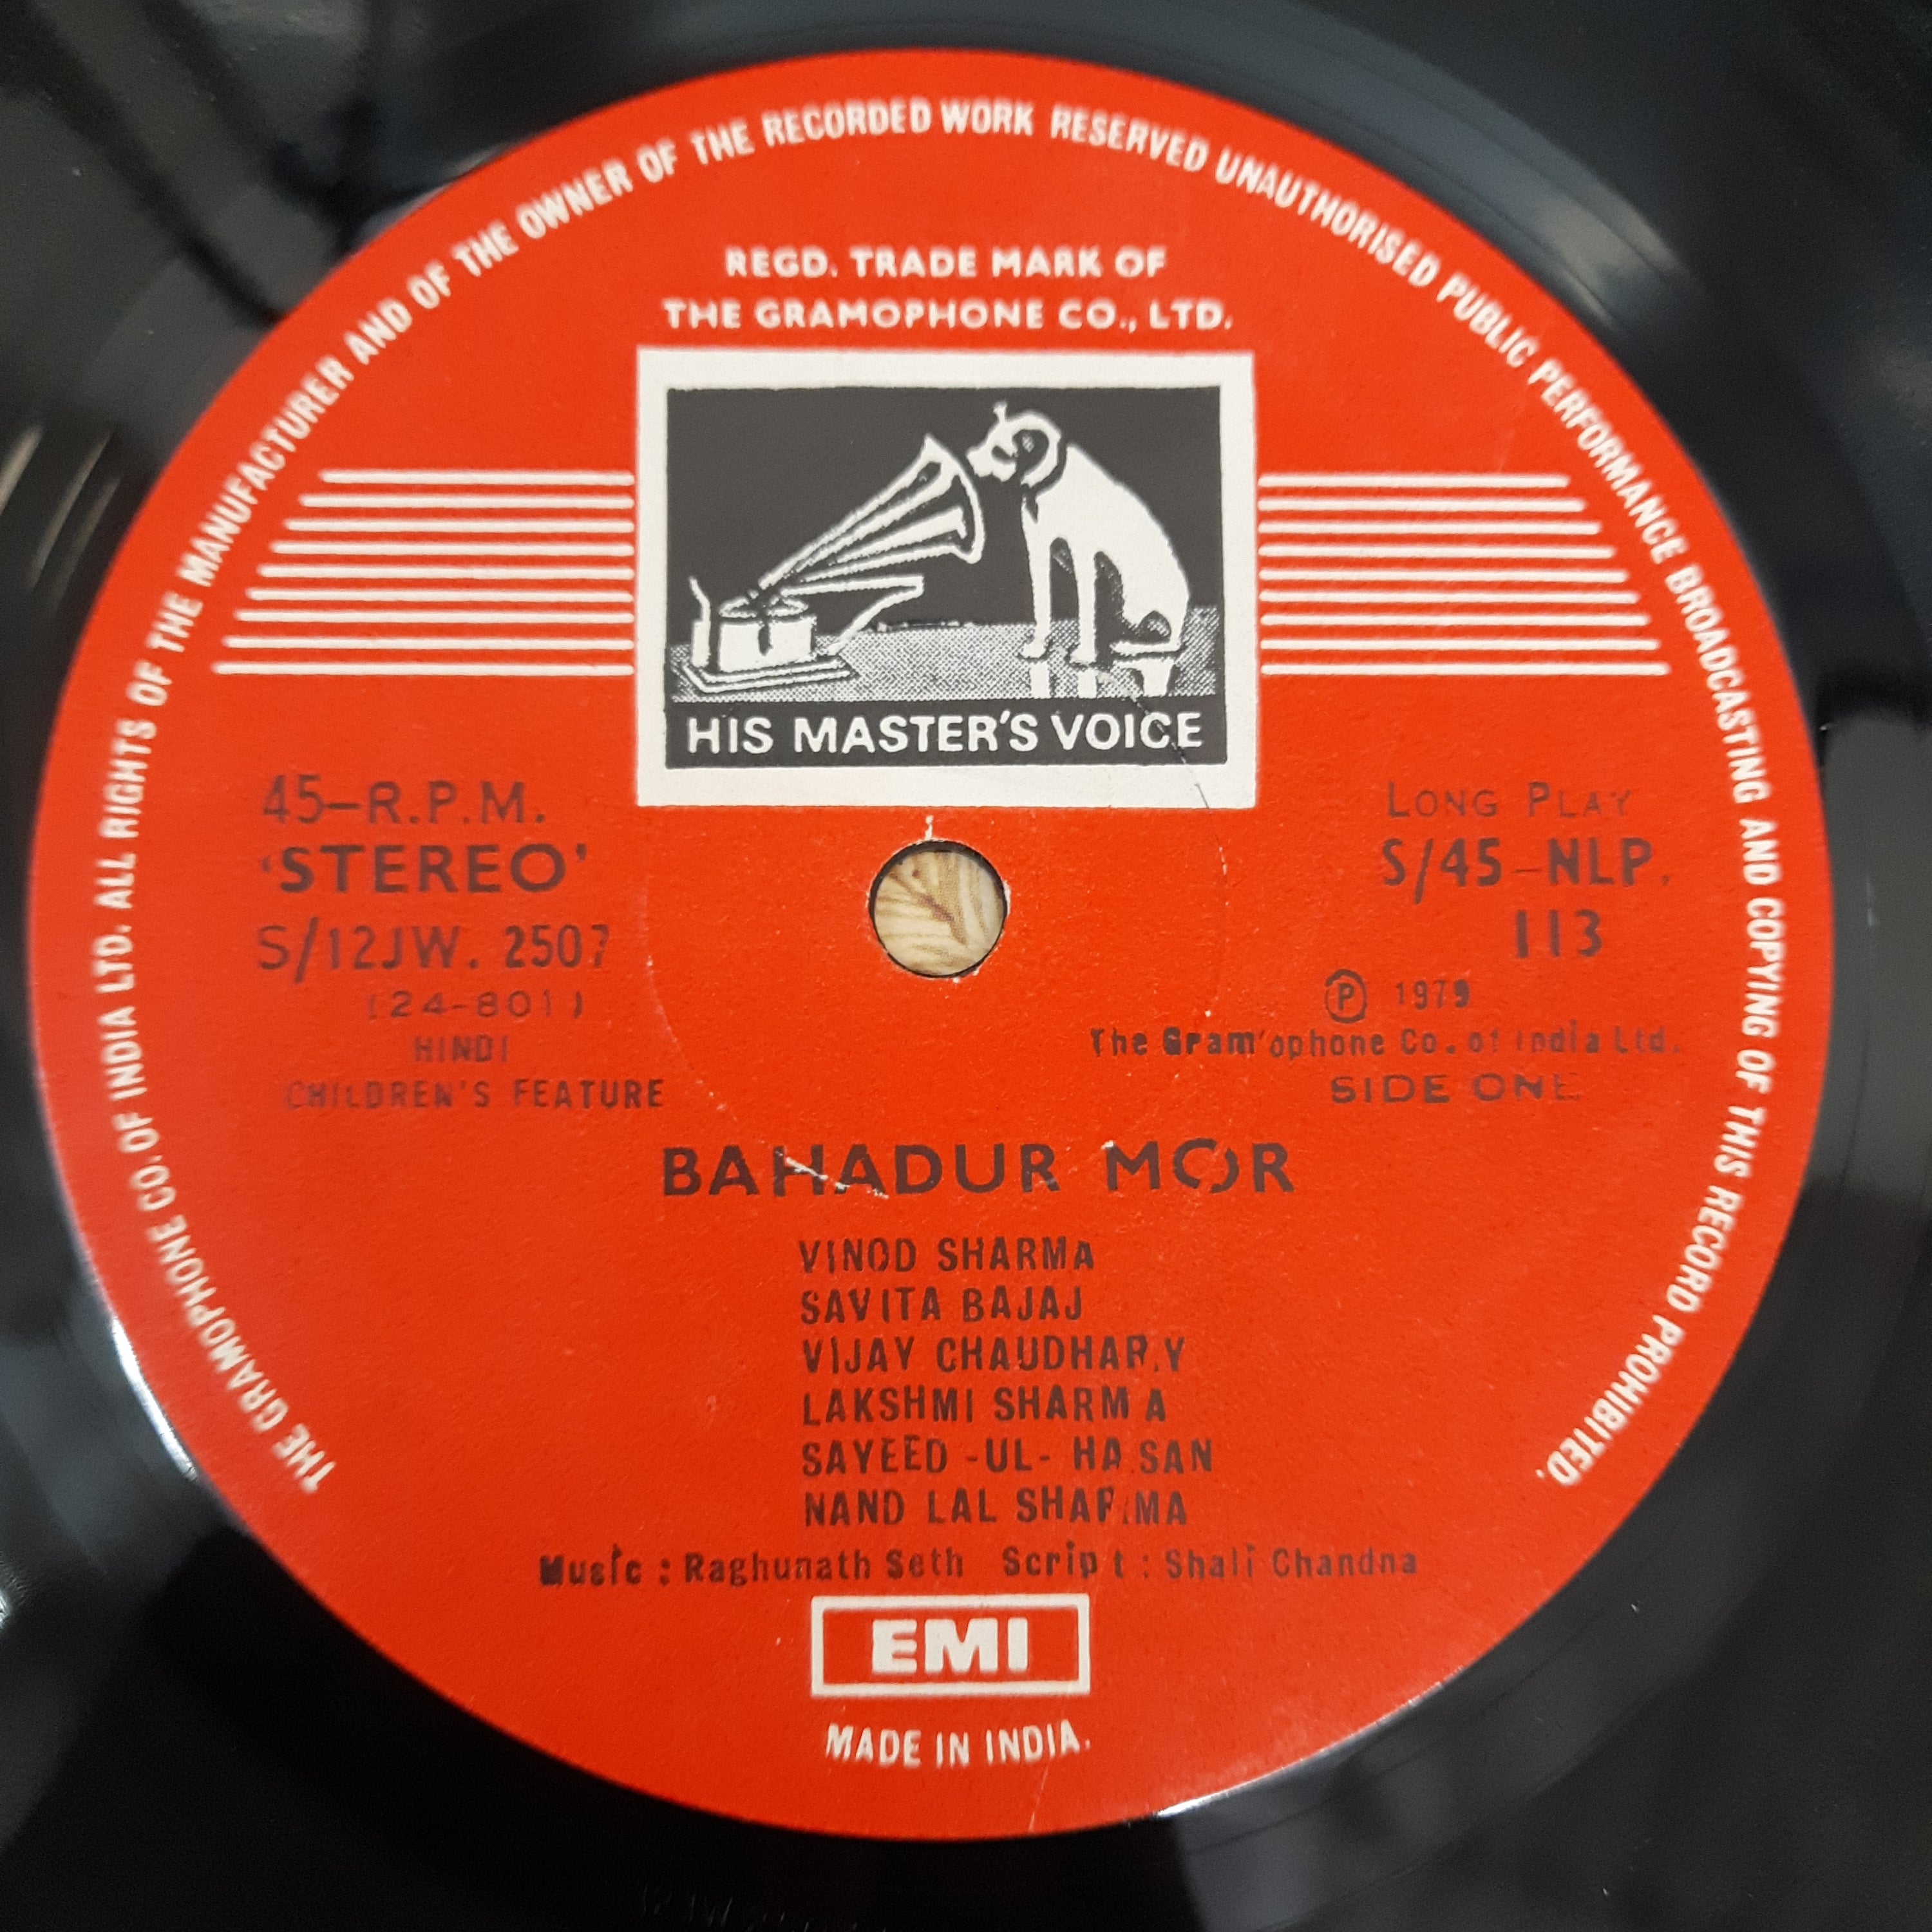 THE GRAMOPHONE CO. OF INDIA LTD. ALL RIGHTS OF THE MANUFACTURER AND OF THE OWNER OF THE RECORDED WORK RESERVED UNAUTHORISED PUBLIC PERFORMANCE BROADCASTING AND COPYING OF THIS RECORD PROHIBITED.
REGD. TRADE MARK OF
THE GRAMOPHONE CO., LTD.
HIS MASTER'S VOICE
45-R.P.M.
'STEREO'
S/12JW. 2507
(24-801)
HINDI
CHILDREN'S FEATURE
LONG PLAY
S/45-NLP.
113
Ⓟ 1979
The Gram'ophone Co. of India Ltd.
SIDE ONE
BAHADUR MOR
VINOD SHARMA
SAVITA BAJAJ
VIJAY CHAUDHARY
LAKSHMI SHARMA
SAYEED -UL- HASAN
NAND LAL SHARMA
Music : Raghunath Seth Script : Shali Chandna
EMI
MADE IN INDIA.